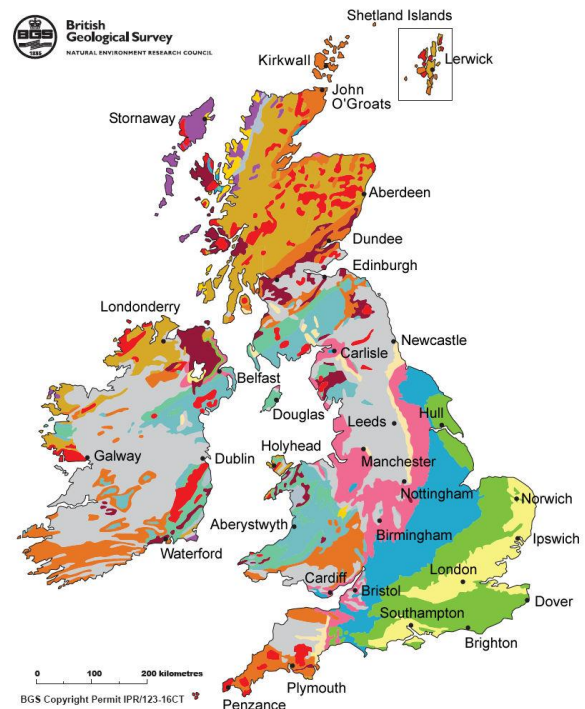 BGS
1835
British
Geological Survey
NATURAL ENVIRONMENT RESEARCH COUNCIL
Shetland Islands
Lerwick
Kirkwall
John
O'Groats
Stornaway
Aberdeen
Dundee
Edinburgh
Londonderry
Newcastle
Carlisle
Belfast
Douglas
Hull
Leeds
Holyhead
Galway
Dublin
Manchester
Nottingham
Norwich
Aberystwyth
Birmingham
Ipswich
Waterford
London
Cardiff
Bristol
Dover
Southampton
Brighton
0 100 200 kilometres
Plymouth
BGS Copyright Permit IPR/123-16CT
Penzance